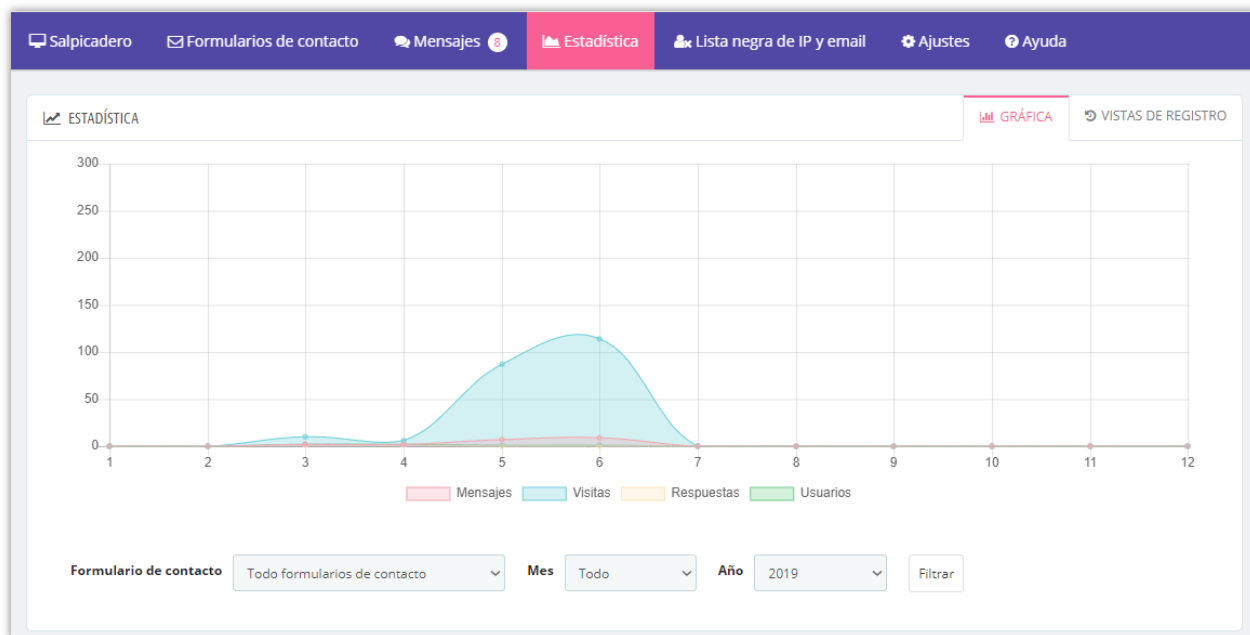 Salpicadero Formularios de contacto Mensajes 8 Estadística Lista negra de IP y email Ajustes Ayuda
ESTADÍSTICA GRÁFICA VISTAS DE REGISTRO
300
250
200
150
100
50
0
1 2 3 4 5 6 7 8 9 10 11 12
Mensajes Visitas Respuestas Usuarios
Formulario de contacto Todo formularios de contacto Mes Todo Año 2019 Filtrar